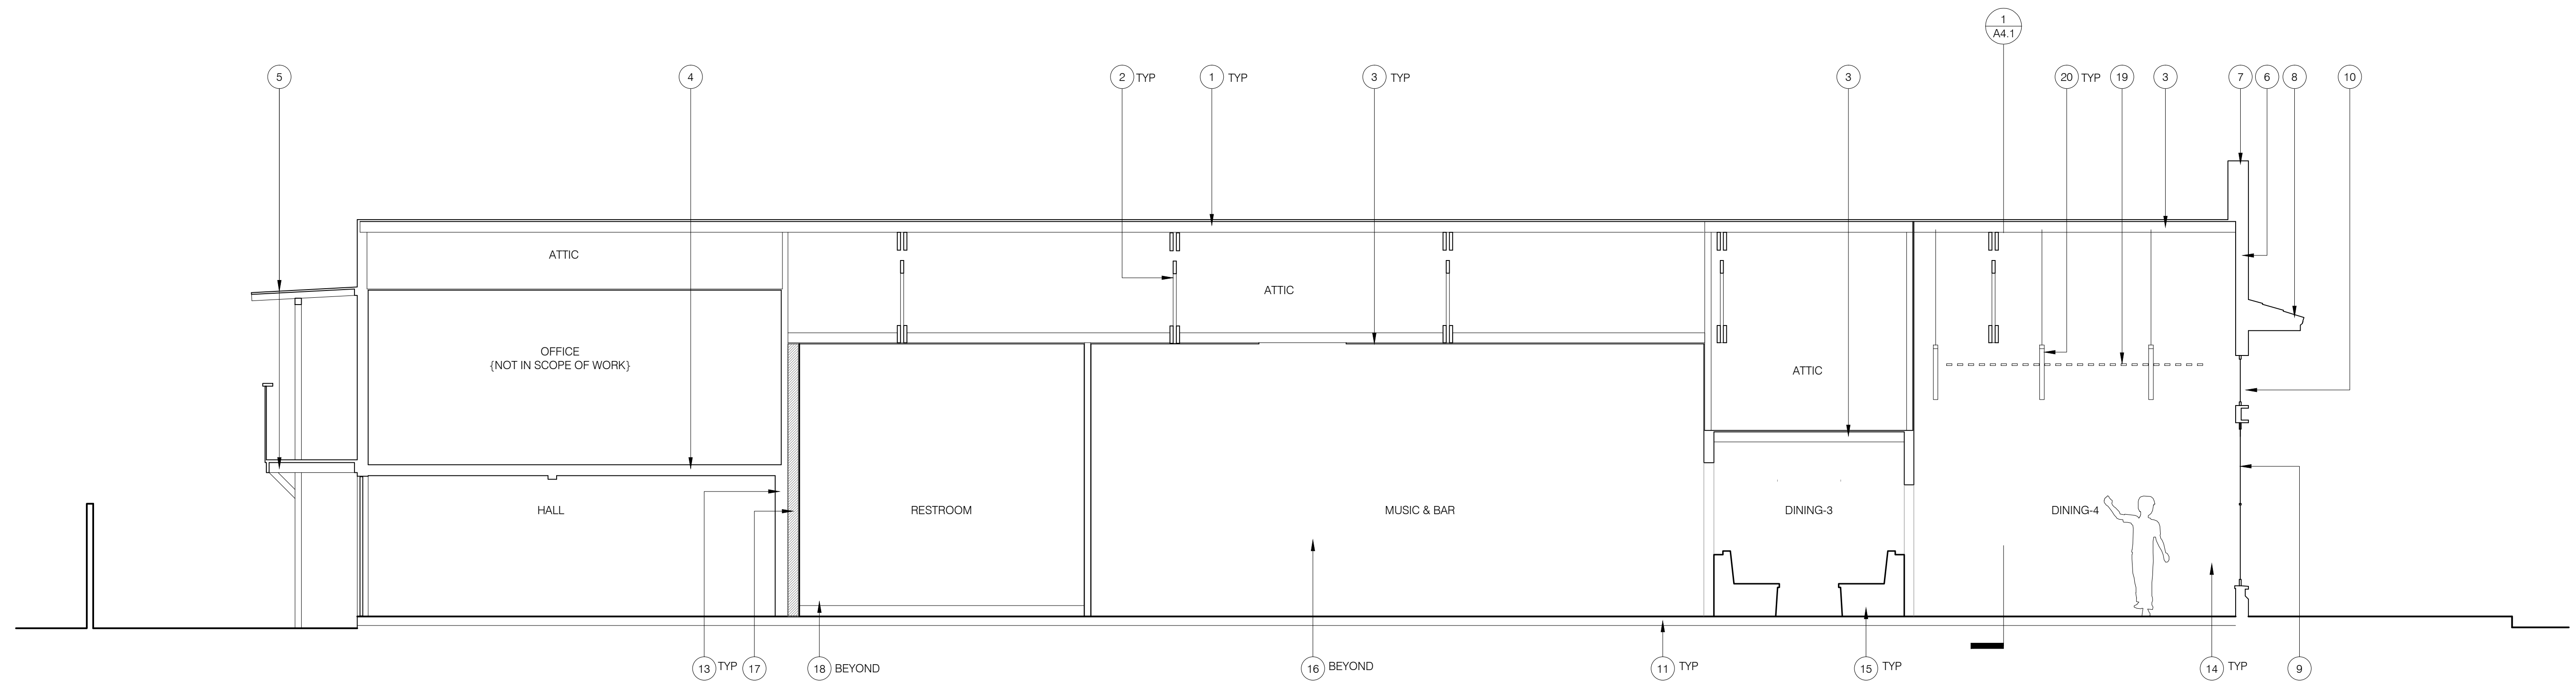 1
A4.1
5
4
2 TYP
1 TYP
3 TYP
3
20 TYP
19
3
7
6
8
10
ATTIC
ATTIC
OFFICE
{NOT IN SCOPE OF WORK}
ATTIC
HALL
RESTROOM
MUSIC & BAR
DINING-3
DINING-4
13 TYP
17
18 BEYOND
16 BEYOND
11 TYP
15 TYP
14 TYP
9